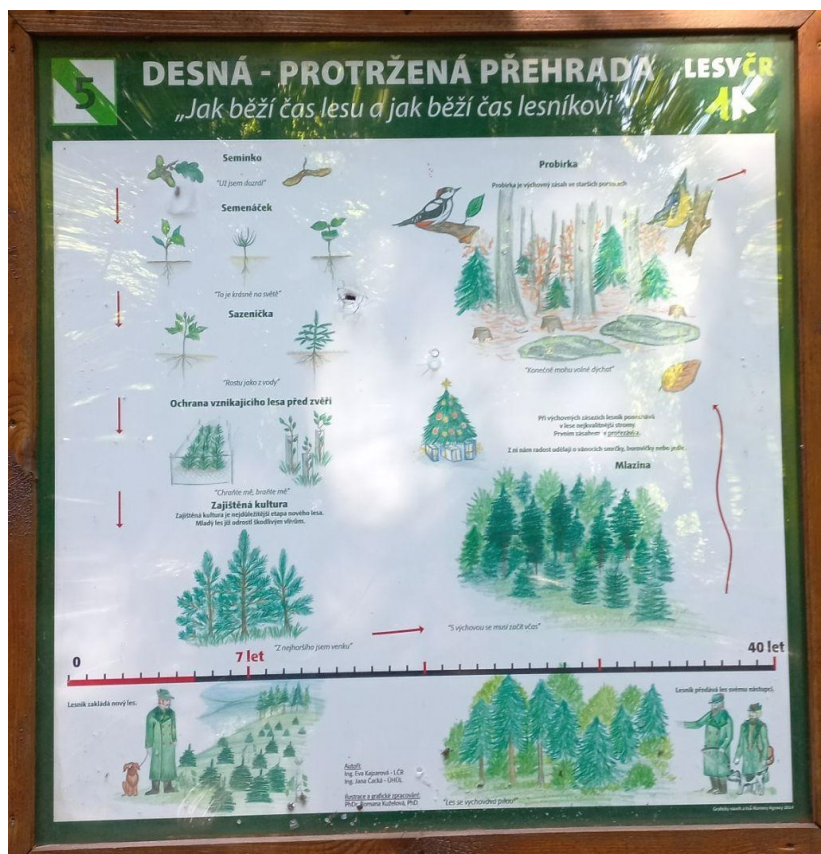 5
DESNÁ - PROTRŽENÁ PŘEHRADA
LESYČR
„Jak běží čas lesu a jak běží čas lesníkovi“
Semínko
"Už jsem dozrál"
Semenáček
"To je krásně na světě"
Sazenička
"Rostu jako z vody"
Ochrana vznikajícího lesa před zvěří
"Chraňte mě, braňte mě"
Zajištěná kultura
Zajištěná kultura je nejdůležitější etapa nového lesa.
Mladý les již odrostl škodlivým vlivům.
"Z nejhoršího jsem venku"
Probírka
Probírka je výchovný zásah ve starších porostech
"Konečně mohu volně dýchat"
Při výchovných zásazích lesník ponechává
v lese nejkvalitnější stromy.
Prvním zásahem je prořezávka.
Z ní nám radost udělají o vánocích smrčky, borovičky nebo jedle.
Mlazina
"S výchovou se musí začít včas"
0
7 let
40 let
Lesník zakládá nový les.
Lesník předává les svému nástupci.
Autoři:
Ing. Eva Kajzarová - LČR
Ing. Jana Čacká - ÚHÚL
Ilustrace a grafické zpracování:
PhDr. Romana Kuželová, PhD
"Les se vychovává pilou"